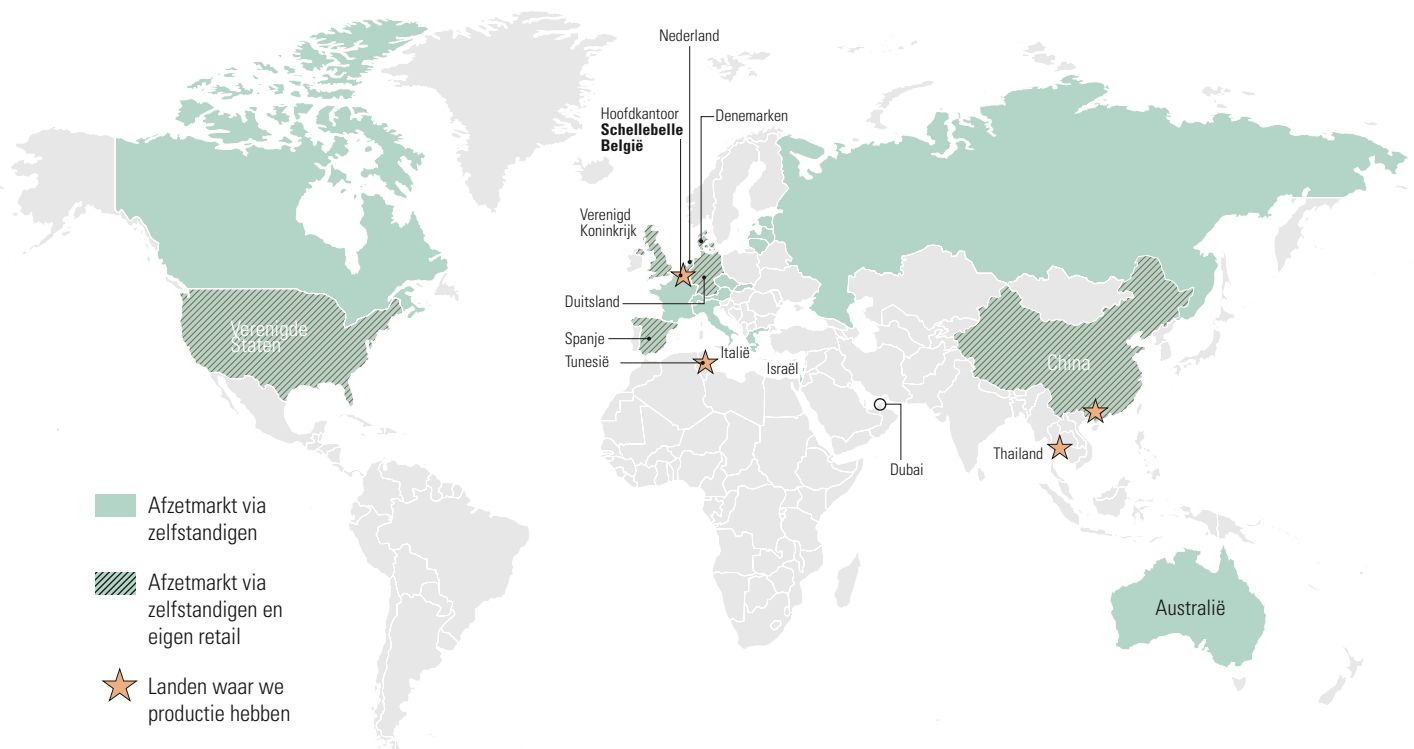 Nederland
Hoofdkantoor
Schellebelle
België
Denemarken
Verenigd
Koninkrijk
Duitsland
Verenigde
Staten
Spanje
Tunesië
Italië
Israël
China
Dubai
Thailand
Afzetmarkt via
zelfstandigen
Afzetmarkt via
zelfstandigen en
eigen retail
Australië
Landen waar we
productie hebben